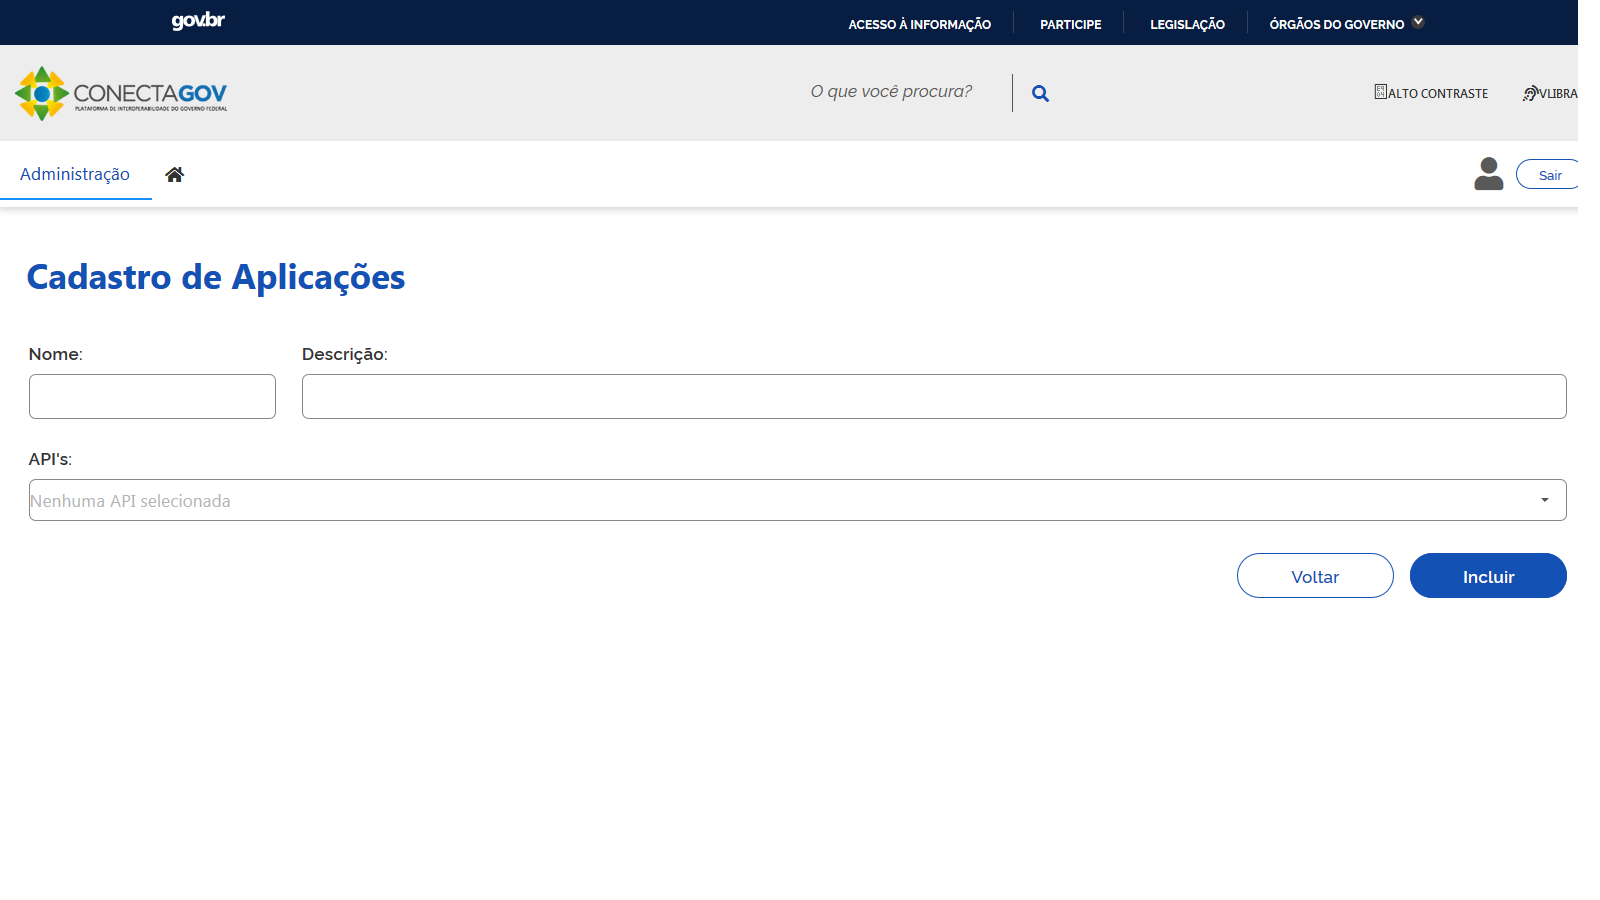 gov.br
ACESSO À INFORMAÇÃO
PARTICIPE
LEGISLAÇÃO
ÓRGÃOS DO GOVERNO
CONECTAGOV
PLATAFORMA DE INTEROPERABILIDADE DO GOVERNO FEDERAL
O que você procura?
ALTO CONTRASTE
VLIBRA
Administração
Sair
Cadastro de Aplicações
Nome:
Descrição:
API's:
Nenhuma API selecionada
Voltar
Incluir